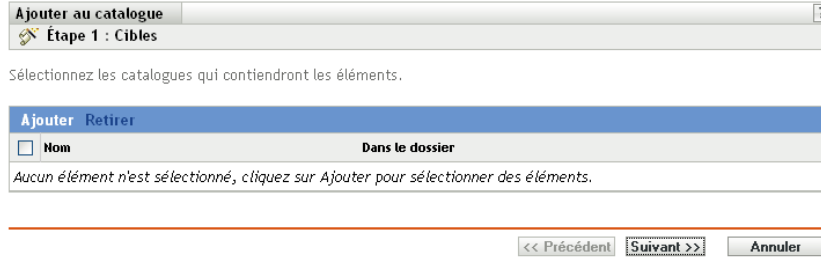 Ajouter au catalogue
Étape 1 : Cibles
Sélectionnez les catalogues qui contiendront les éléments.
Ajouter Retirer
Nom Dans le dossier
Aucun élément n'est sélectionné, cliquez sur Ajouter pour sélectionner des éléments.
<< Précédent Suivant >> Annuler